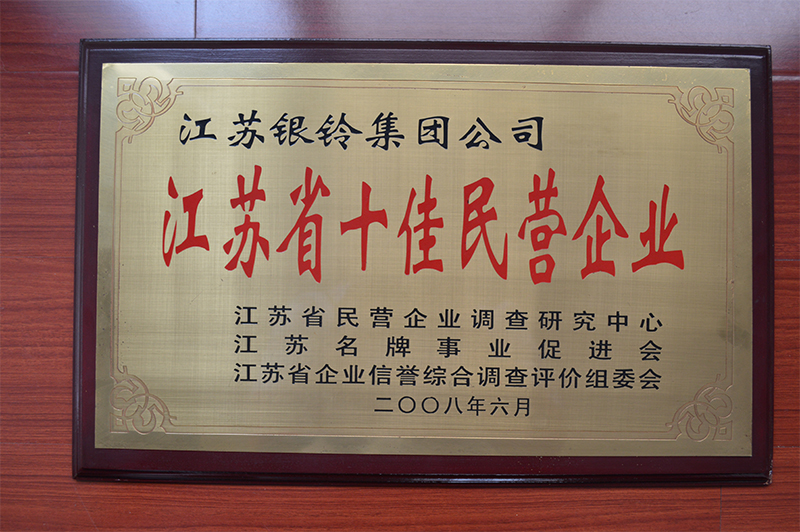 江苏银铃集团公司
江苏省十佳民营企业
江苏省民营企业调查研究中心
江苏名牌事业促进会
江苏省企业信誉综合调查评价组委会
二〇〇八年六月